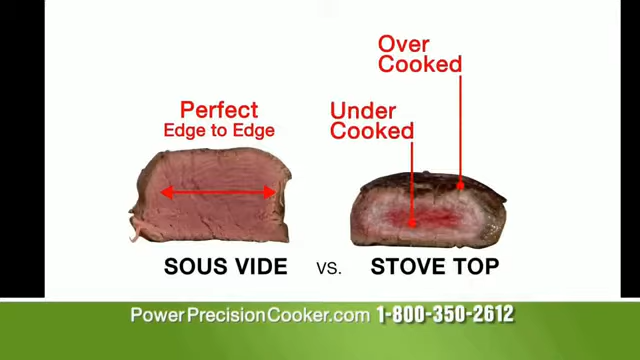 Over
Cooked
Perfect
Edge to Edge
Under
Cooked
SOUS VIDE vs. STOVE TOP
PowerPrecisionCooker.com 1-800-350-2612